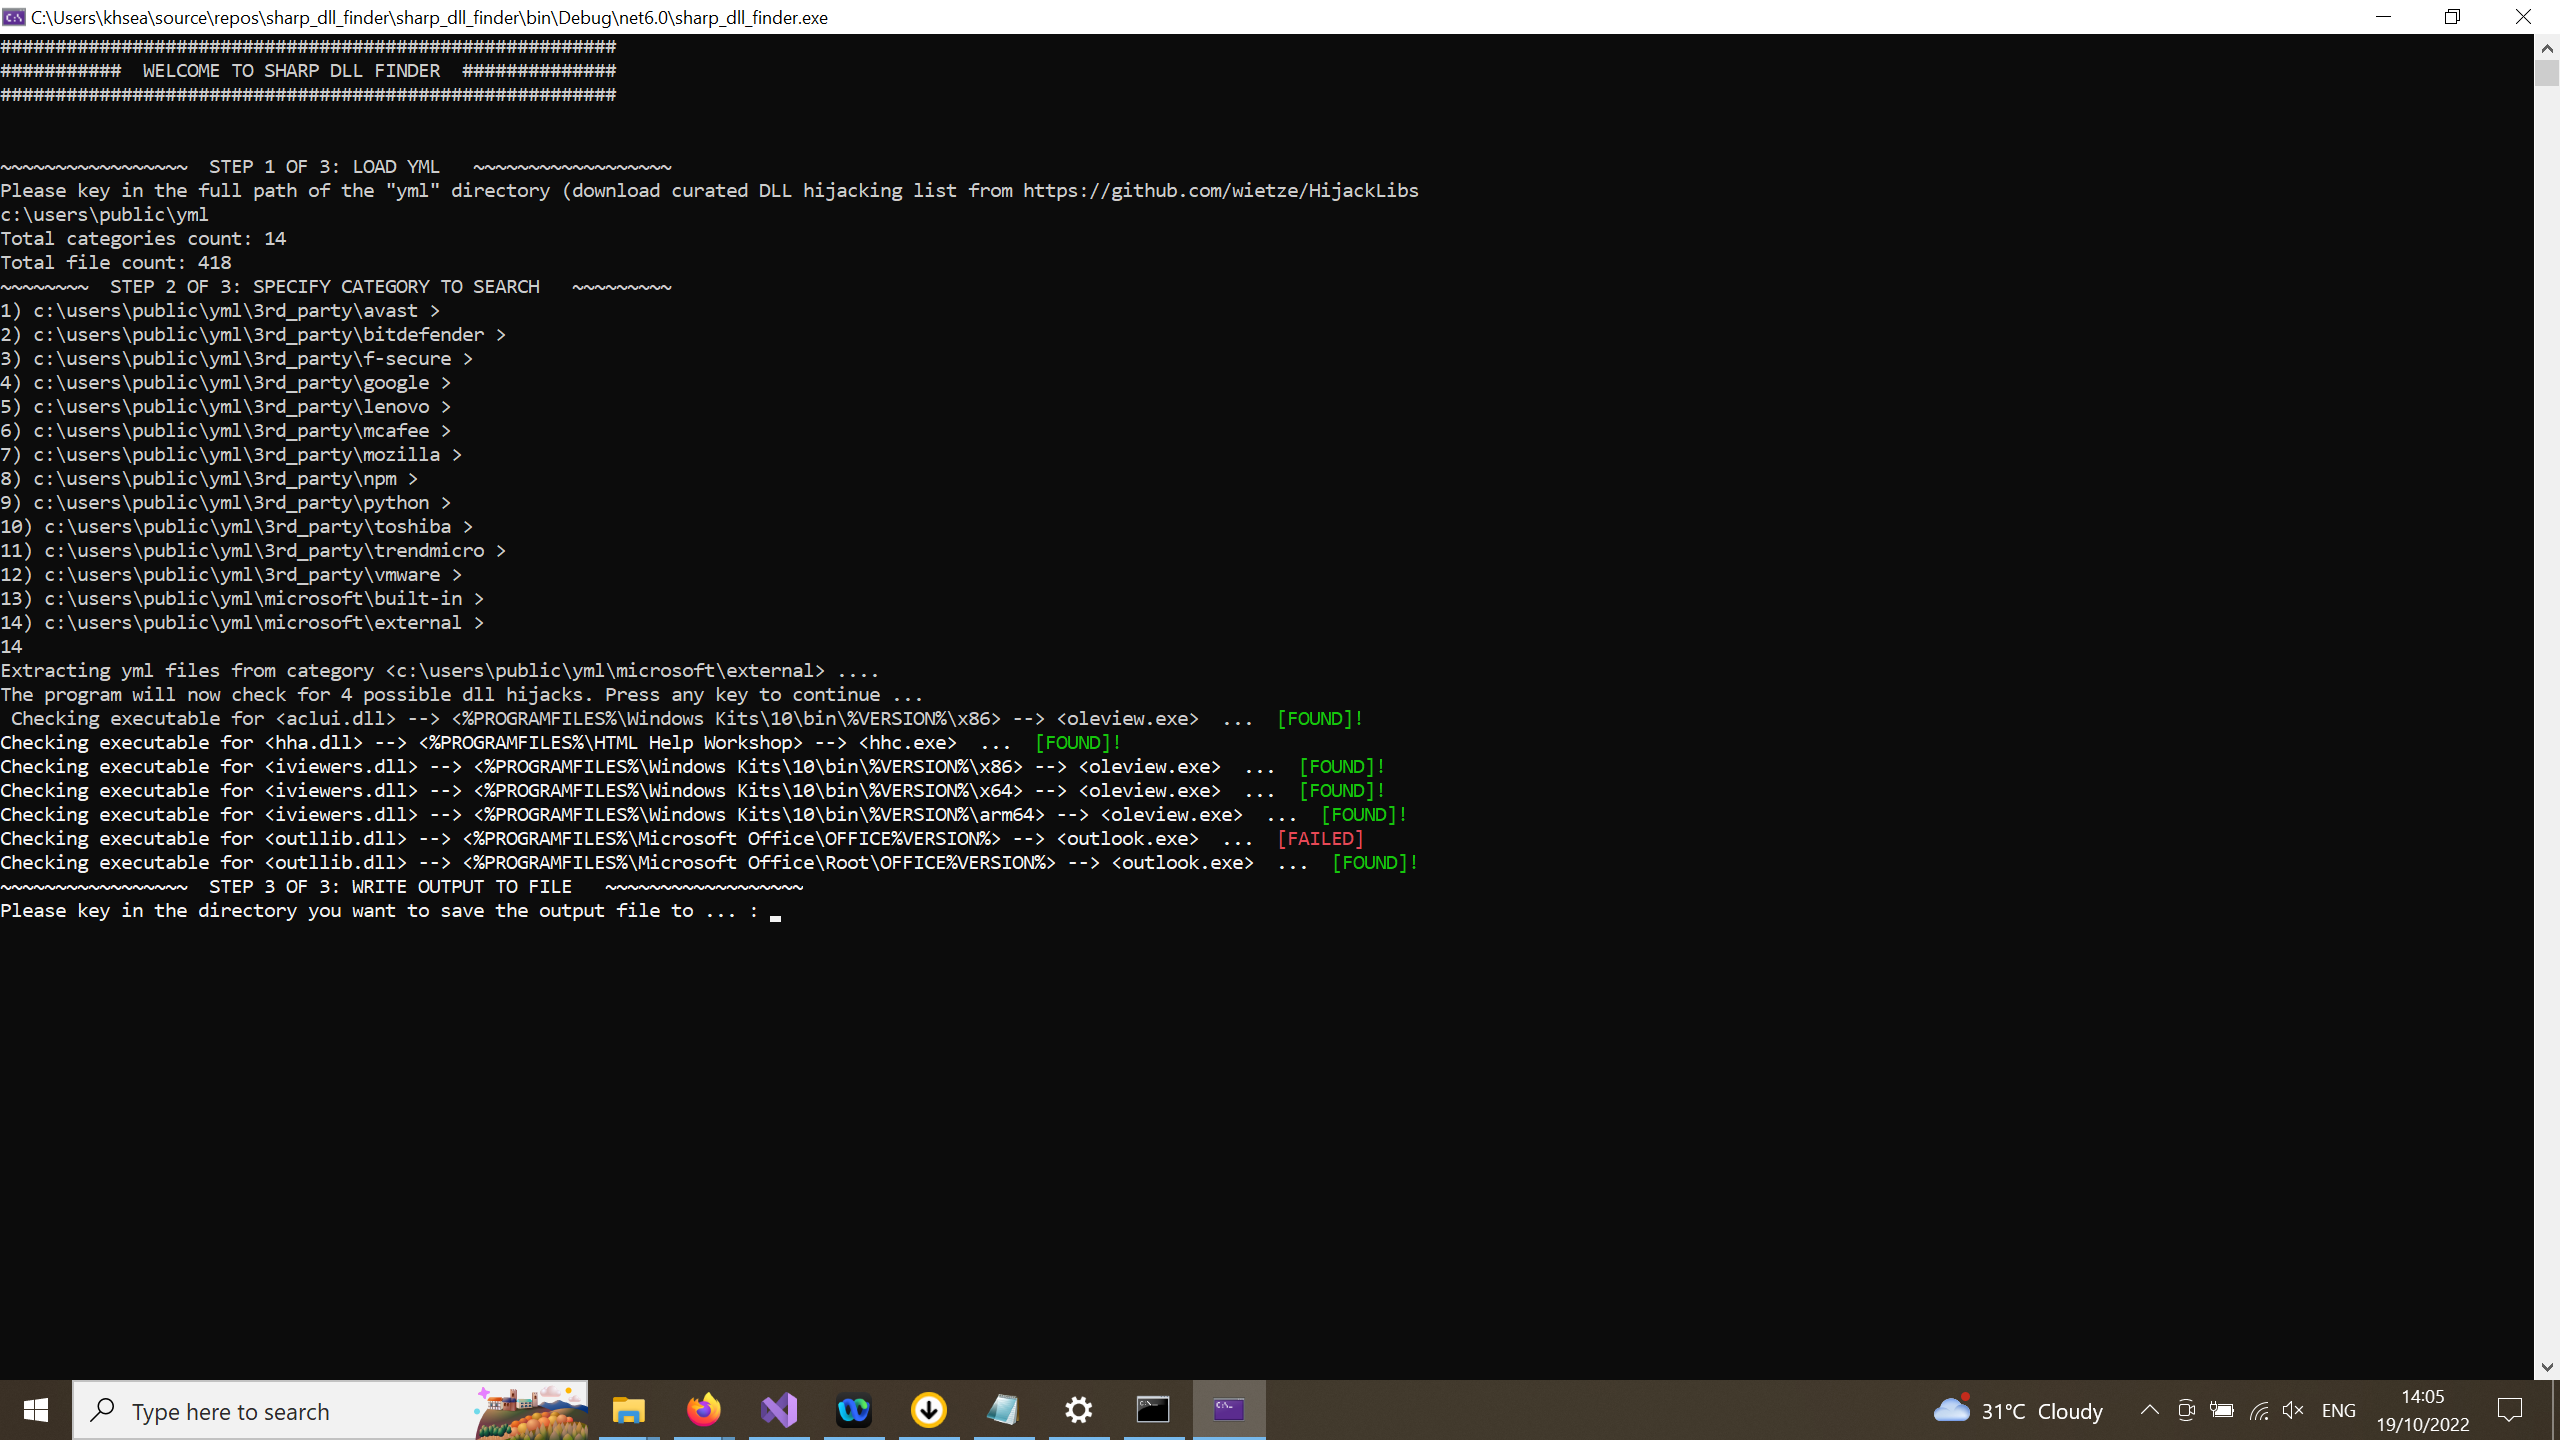 C:\Users\khsea\source\repos\sharp_dll_finder\sharp_dll_finder\bin\Debug\net6.0\sharp_dll_finder.exe
########################################################
###########  WELCOME TO SHARP DLL FINDER  ##############
########################################################
~~~~~~~~~~~~~~~~~  STEP 1 OF 3: LOAD YML   ~~~~~~~~~~~~~~~~~~
Please key in the full path of the "yml" directory (download curated DLL hijacking list from https://github.com/wietze/HijackLibs
c:\users\public\yml
Total categories count: 14
Total file count: 418
~~~~~~~~  STEP 2 OF 3: SPECIFY CATEGORY TO SEARCH   ~~~~~~~~~
1) c:\users\public\yml\3rd_party\avast >
2) c:\users\public\yml\3rd_party\bitdefender >
3) c:\users\public\yml\3rd_party\f-secure >
4) c:\users\public\yml\3rd_party\google >
5) c:\users\public\yml\3rd_party\lenovo >
6) c:\users\public\yml\3rd_party\mcafee >
7) c:\users\public\yml\3rd_party\mozilla >
8) c:\users\public\yml\3rd_party\npm >
9) c:\users\public\yml\3rd_party\python >
10) c:\users\public\yml\3rd_party\toshiba >
11) c:\users\public\yml\3rd_party\trendmicro >
12) c:\users\public\yml\3rd_party\vmware >
13) c:\users\public\yml\microsoft\built-in >
14) c:\users\public\yml\microsoft\external >
14
Extracting yml files from category <c:\users\public\yml\microsoft\external> ....
The program will now check for 4 possible dll hijacks. Press any key to continue ...
 Checking executable for <aclui.dll> --> <%PROGRAMFILES%\Windows Kits\10\bin\%VERSION%\x86> --> <oleview.exe>  ...  [FOUND]!
Checking executable for <hha.dll> --> <%PROGRAMFILES%\HTML Help Workshop> --> <hhc.exe>  ...  [FOUND]!
Checking executable for <iviewers.dll> --> <%PROGRAMFILES%\Windows Kits\10\bin\%VERSION%\x86> --> <oleview.exe>  ...  [FOUND]!
Checking executable for <iviewers.dll> --> <%PROGRAMFILES%\Windows Kits\10\bin\%VERSION%\x64> --> <oleview.exe>  ...  [FOUND]!
Checking executable for <iviewers.dll> --> <%PROGRAMFILES%\Windows Kits\10\bin\%VERSION%\arm64> --> <oleview.exe>  ...  [FOUND]!
Checking executable for <outllib.dll> --> <%PROGRAMFILES%\Microsoft Office\OFFICE%VERSION%> --> <outlook.exe>  ...  [FAILED]
Checking executable for <outllib.dll> --> <%PROGRAMFILES%\Microsoft Office\Root\OFFICE%VERSION%> --> <outlook.exe>  ...  [FOUND]!
~~~~~~~~~~~~~~~~~  STEP 3 OF 3: WRITE OUTPUT TO FILE   ~~~~~~~~~~~~~~~~~~
Please key in the directory you want to save the output file to ... :
Type here to search
31°C Cloudy
ENG
14:05
19/10/2022